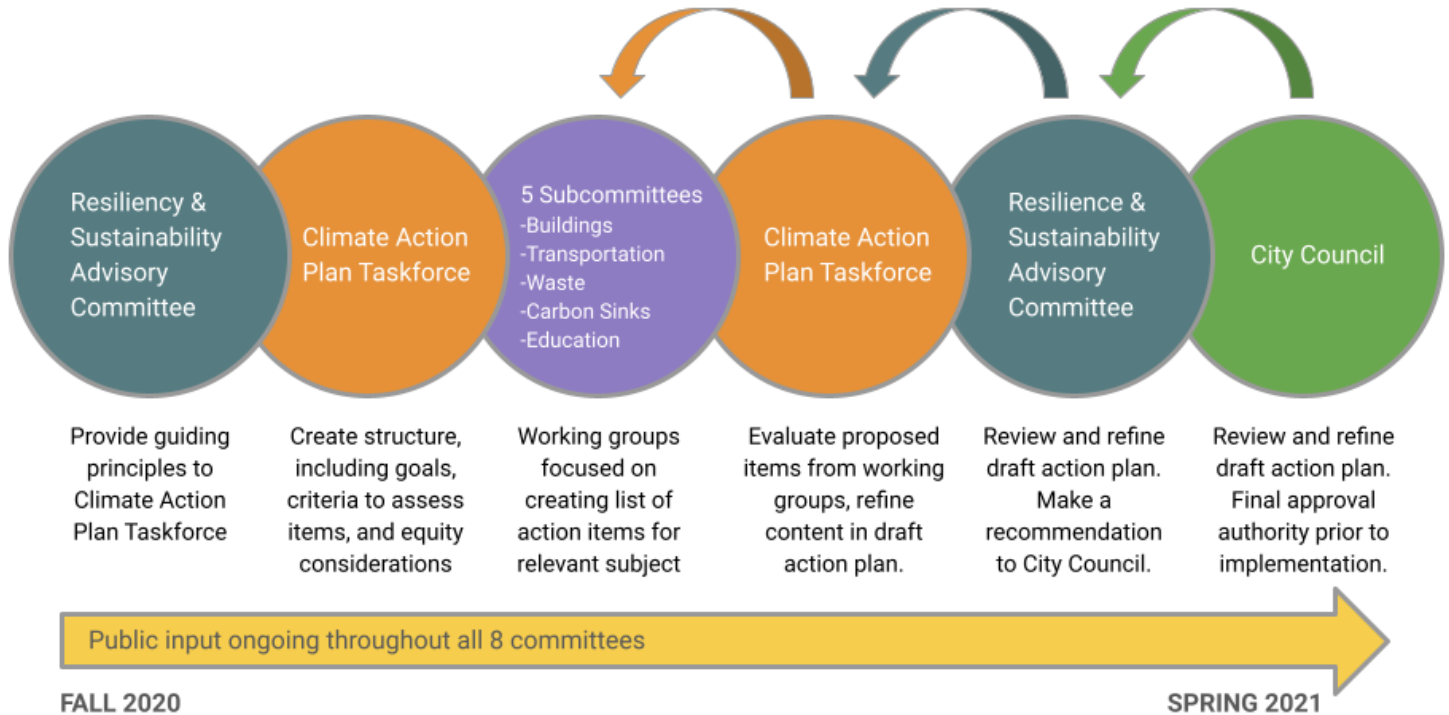 Resiliency &
Sustainability
Advisory
Committee
Climate Action
Plan Taskforce
5 Subcommittees
-Buildings
-Transportation
-Waste
-Carbon Sinks
-Education
Climate Action
Plan Taskforce
Resilience &
Sustainability
Advisory
Committee
City Council
Provide guiding
principles to
Climate Action
Plan Taskforce
Create structure,
including goals,
criteria to assess
items, and equity
considerations
Working groups
focused on
creating list of
action items for
relevant subject
Evaluate proposed
items from working
groups, refine
content in draft
action plan.
Review and refine
draft action plan.
Make a
recommendation
to City Council.
Review and refine
draft action plan.
Final approval
authority prior to
implementation.
Public input ongoing throughout all 8 committees
FALL 2020
SPRING 2021